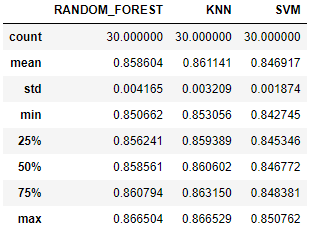 RANDOM_FOREST KNN SVM
count 30.000000 30.000000 30.000000
mean 0.858604 0.861141 0.846917
std 0.004165 0.003209 0.001874
min 0.850662 0.853056 0.842745
25% 0.856241 0.859389 0.845346
50% 0.858561 0.860602 0.846772
75% 0.860794 0.863150 0.848381
max 0.866504 0.866529 0.850762